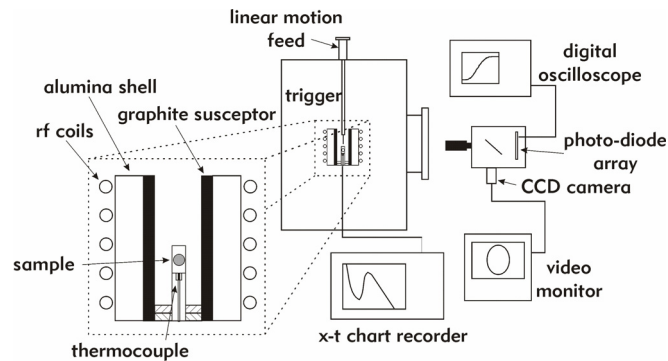 linear motion
feed
alumina shell
graphite susceptor
rf coils
trigger
digital
oscilloscope
photo-diode
array
CCD camera
sample
video
monitor
x-t chart recorder
thermocouple